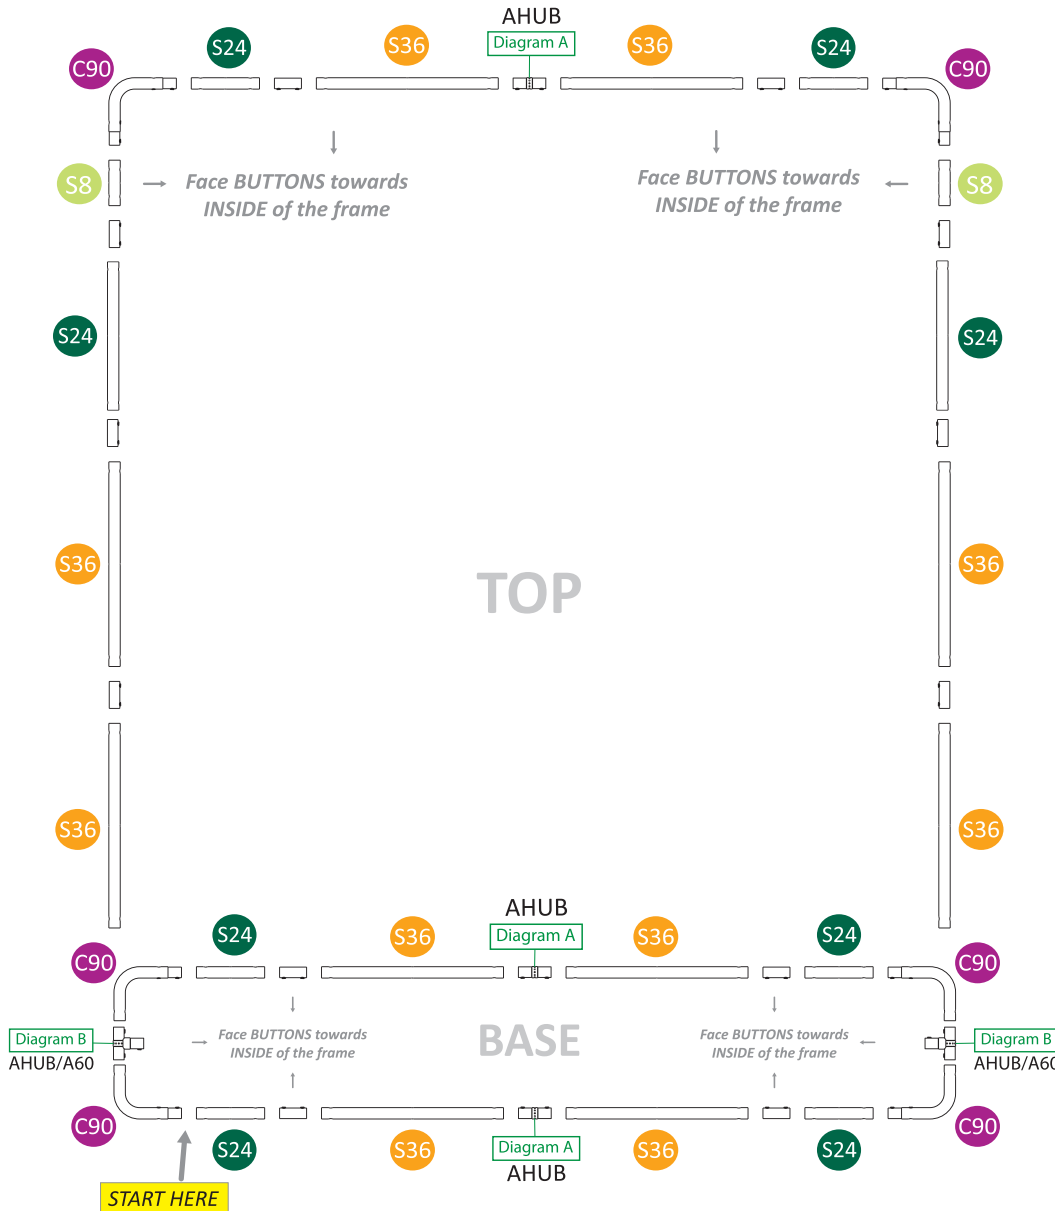 AHUB
S24
S36
Diagram A
S36
S24
C90
C90
S8
Face BUTTONS towards
INSIDE of the frame
Face BUTTONS towards
INSIDE of the frame
S8
S24
S24
S36
TOP
S36
S36
S36
AHUB
S24
S36
Diagram A
S36
S24
C90
C90
Diagram B
AHUB/A60
Face BUTTONS towards
INSIDE of the frame
BASE
Face BUTTONS towards
INSIDE of the frame
Diagram B
AHUB/A60
C90
C90
S24
S36
Diagram A
S36
S24
AHUB
START HERE